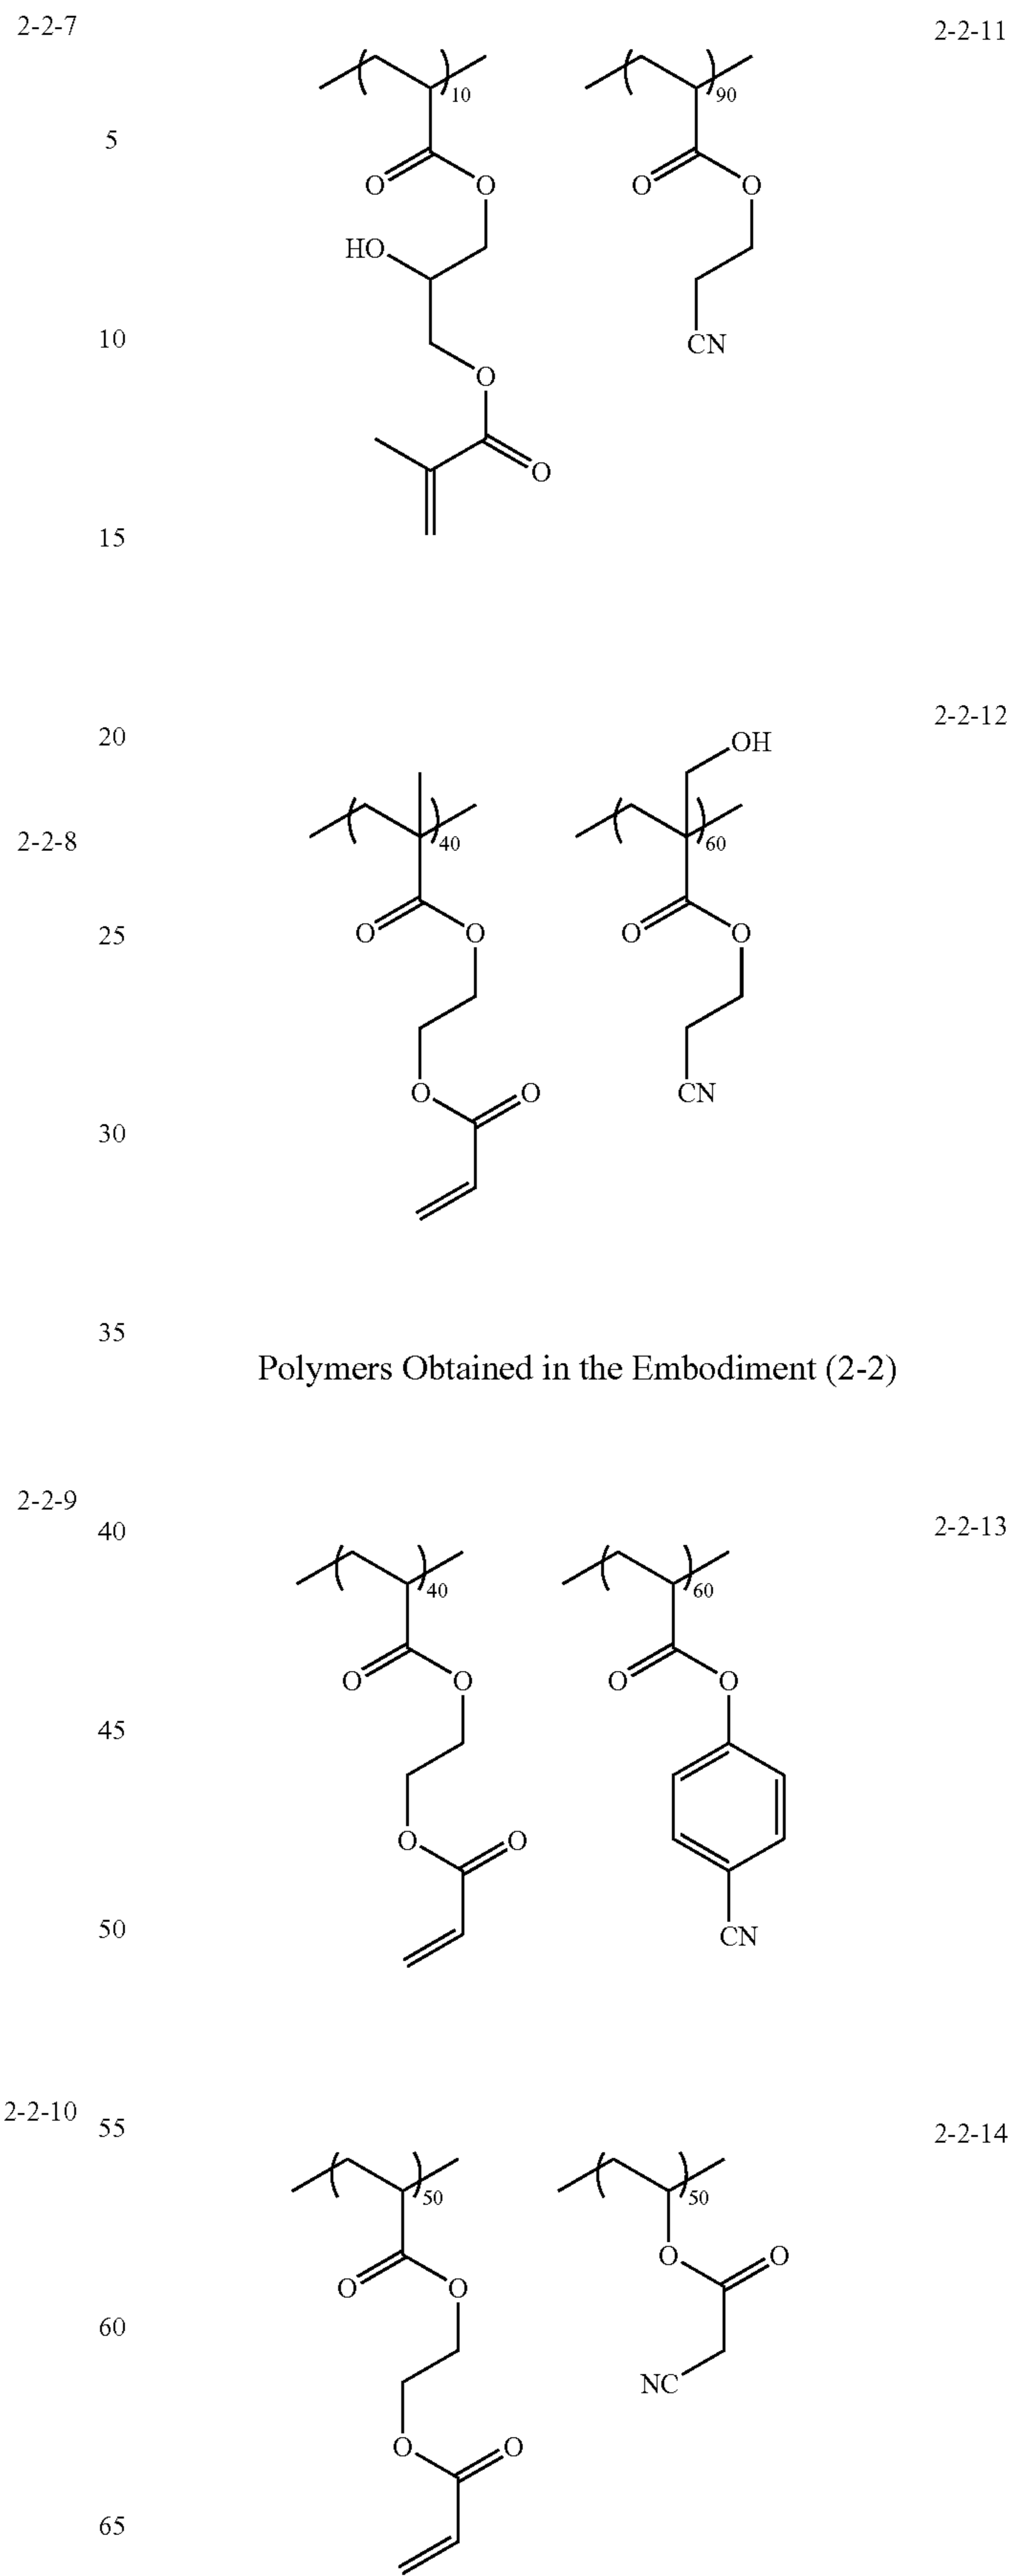 2-2-7
2-2-11
10
90
5
O
O
O
O
HO
10
CN
O
O
15
20
2-2-12
OH
2-2-8
40
60
25
O
O
O
O
O
O
CN
30
35
Polymers Obtained in the Embodiment (2-2)
2-2-9
40
2-2-13
40
60
O
O
O
O
45
O
O
50
CN
2-2-10
55
2-2-14
50
50
O
O
O
O
60
NC
O
O
65